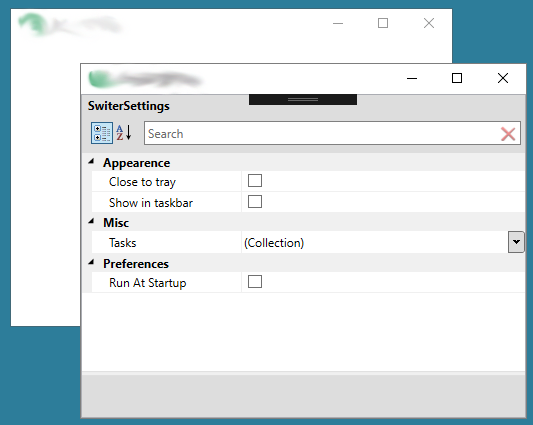 SwiterSettings
Search
Appearence
Close to tray
Show in taskbar
Misc
Tasks (Collection)
Preferences
Run At Startup